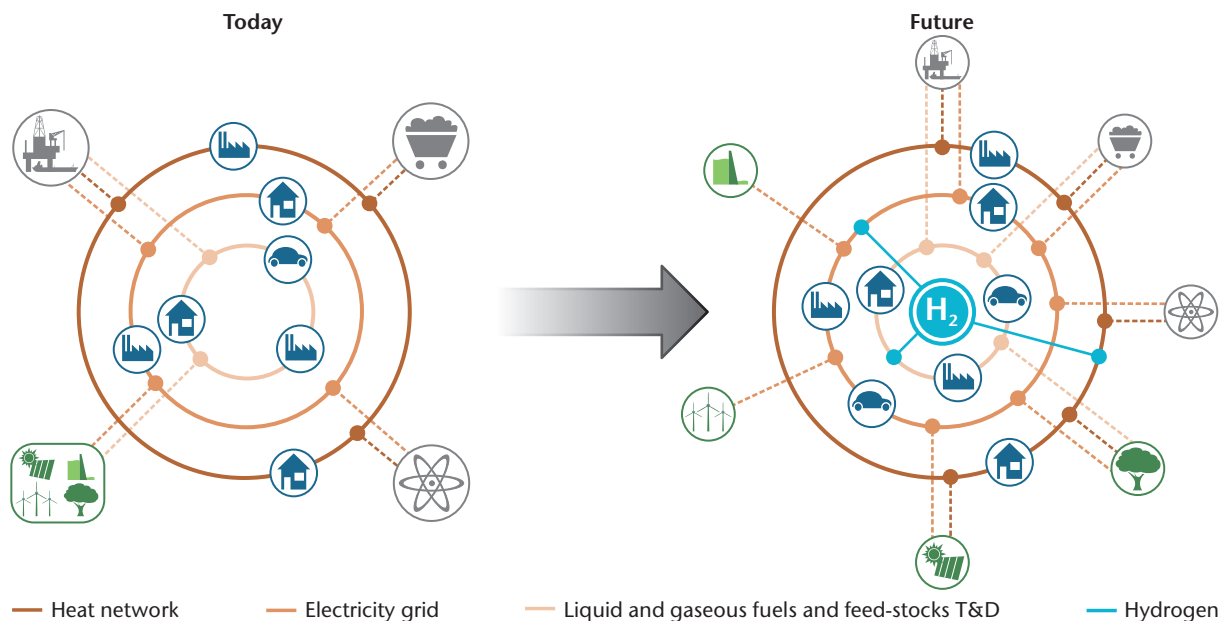 Today
Future
H2
Heat network
Electricity grid
Liquid and gaseous fuels and feed-stocks T&D
Hydrogen